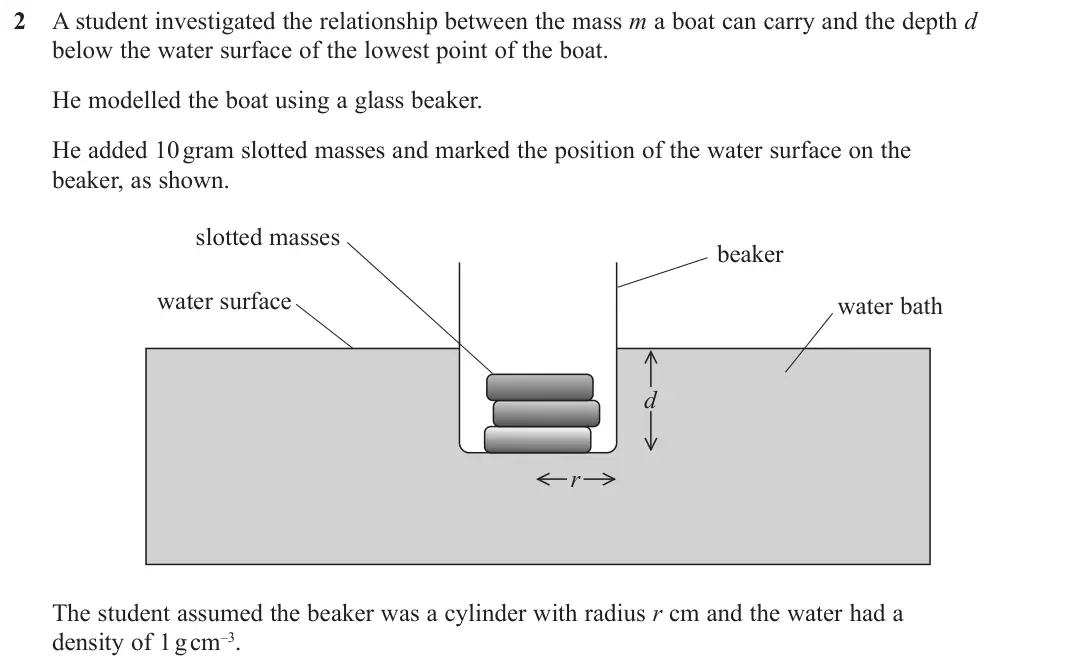 2 A student investigated the relationship between the mass m a boat can carry and the depth d
below the water surface of the lowest point of the boat.
He modelled the boat using a glass beaker.
He added 10 gram slotted masses and marked the position of the water surface on the
beaker, as shown.
slotted masses
beaker
water surface
water bath
d
r
The student assumed the beaker was a cylinder with radius r cm and the water had a
density of 1 g cm⁻³.